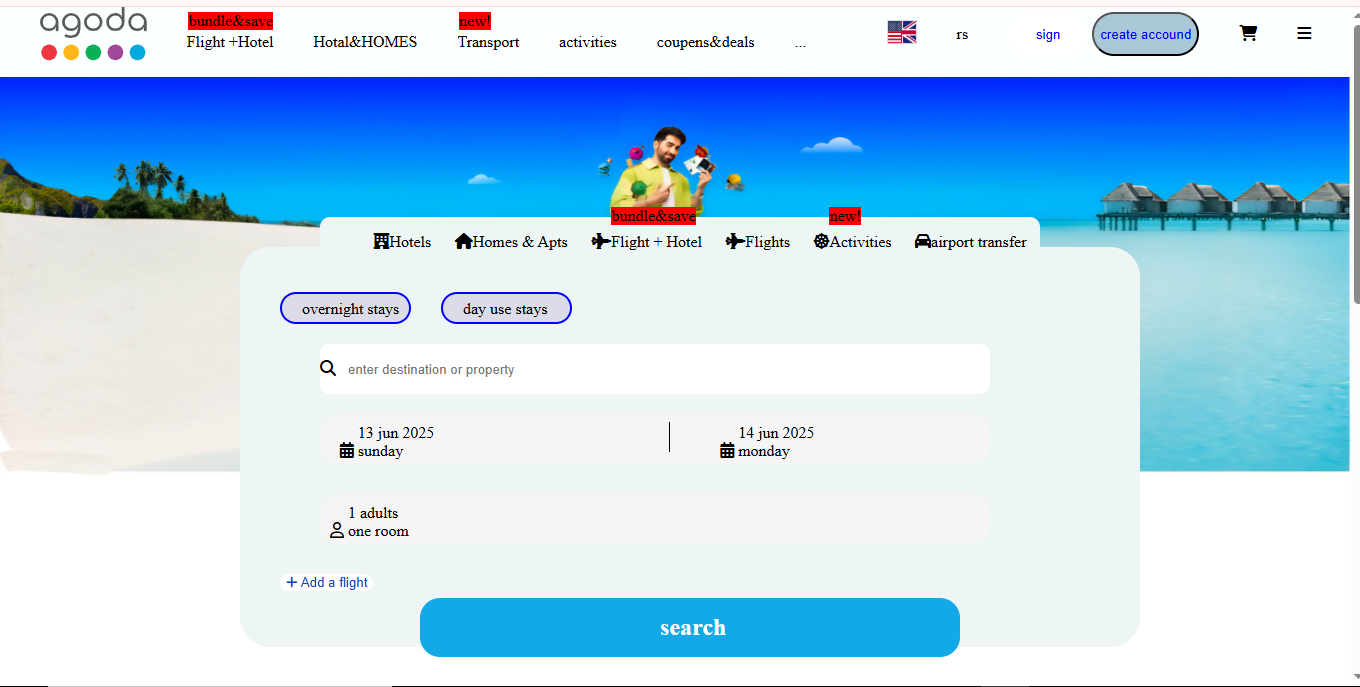 agoda
bundle&save
new!
Flight +Hotel
Hotal&HOMES
Transport
activities
coupens&deals
...
rs
sign
create accound
bundle&save
new!
Hotels
Homes & Apts
Flight + Hotel
Flights
Activities
airport transfer
overnight stays
day use stays
enter destination or property
13 jun 2025
sunday
14 jun 2025
monday
1 adults
one room
+ Add a flight
search